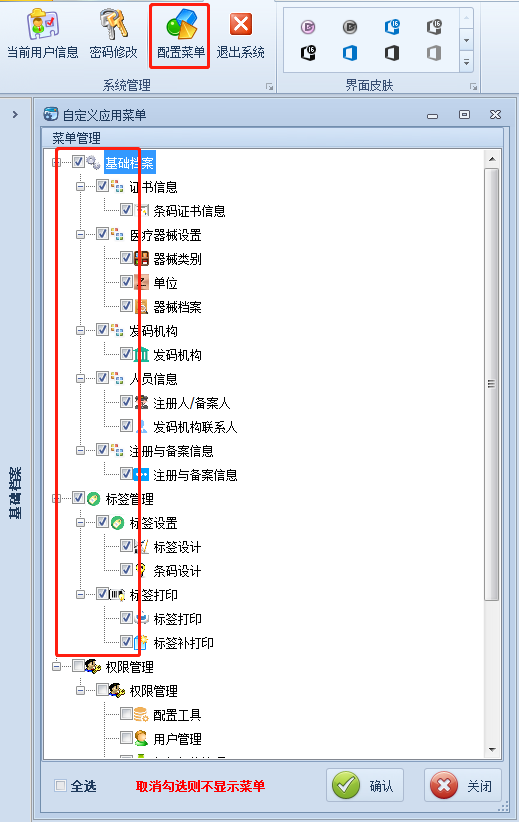 当前用户信息 密码修改 配置菜单 退出系统
系统管理 界面皮肤
自定义应用菜单
菜单管理
基础档案
证书信息
条码证书信息
医疗器械设置
器械类别
单位
器械档案
发码机构
发码机构
人员信息
注册人/备案人
发码机构联系人
注册与备案信息
注册与备案信息
标签管理
标签设置
标签设计
条码设计
标签打印
标签打印
标签补打印
权限管理
权限管理
配置工具
用户管理
基础档案
全选 取消勾选则不显示菜单 确认 关闭